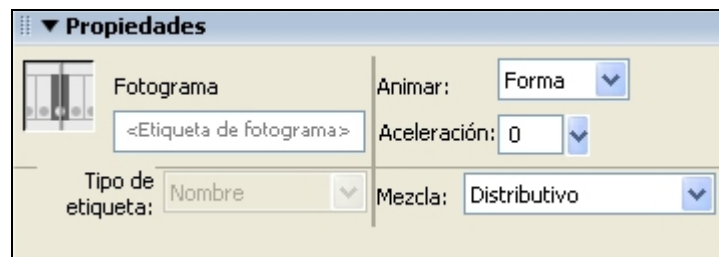 Propiedades
Fotograma
<Etiqueta de fotograma>
Tipo de
etiqueta:
Nombre
Animar:
Forma
Aceleración:
0
Mezcla:
Distributivo